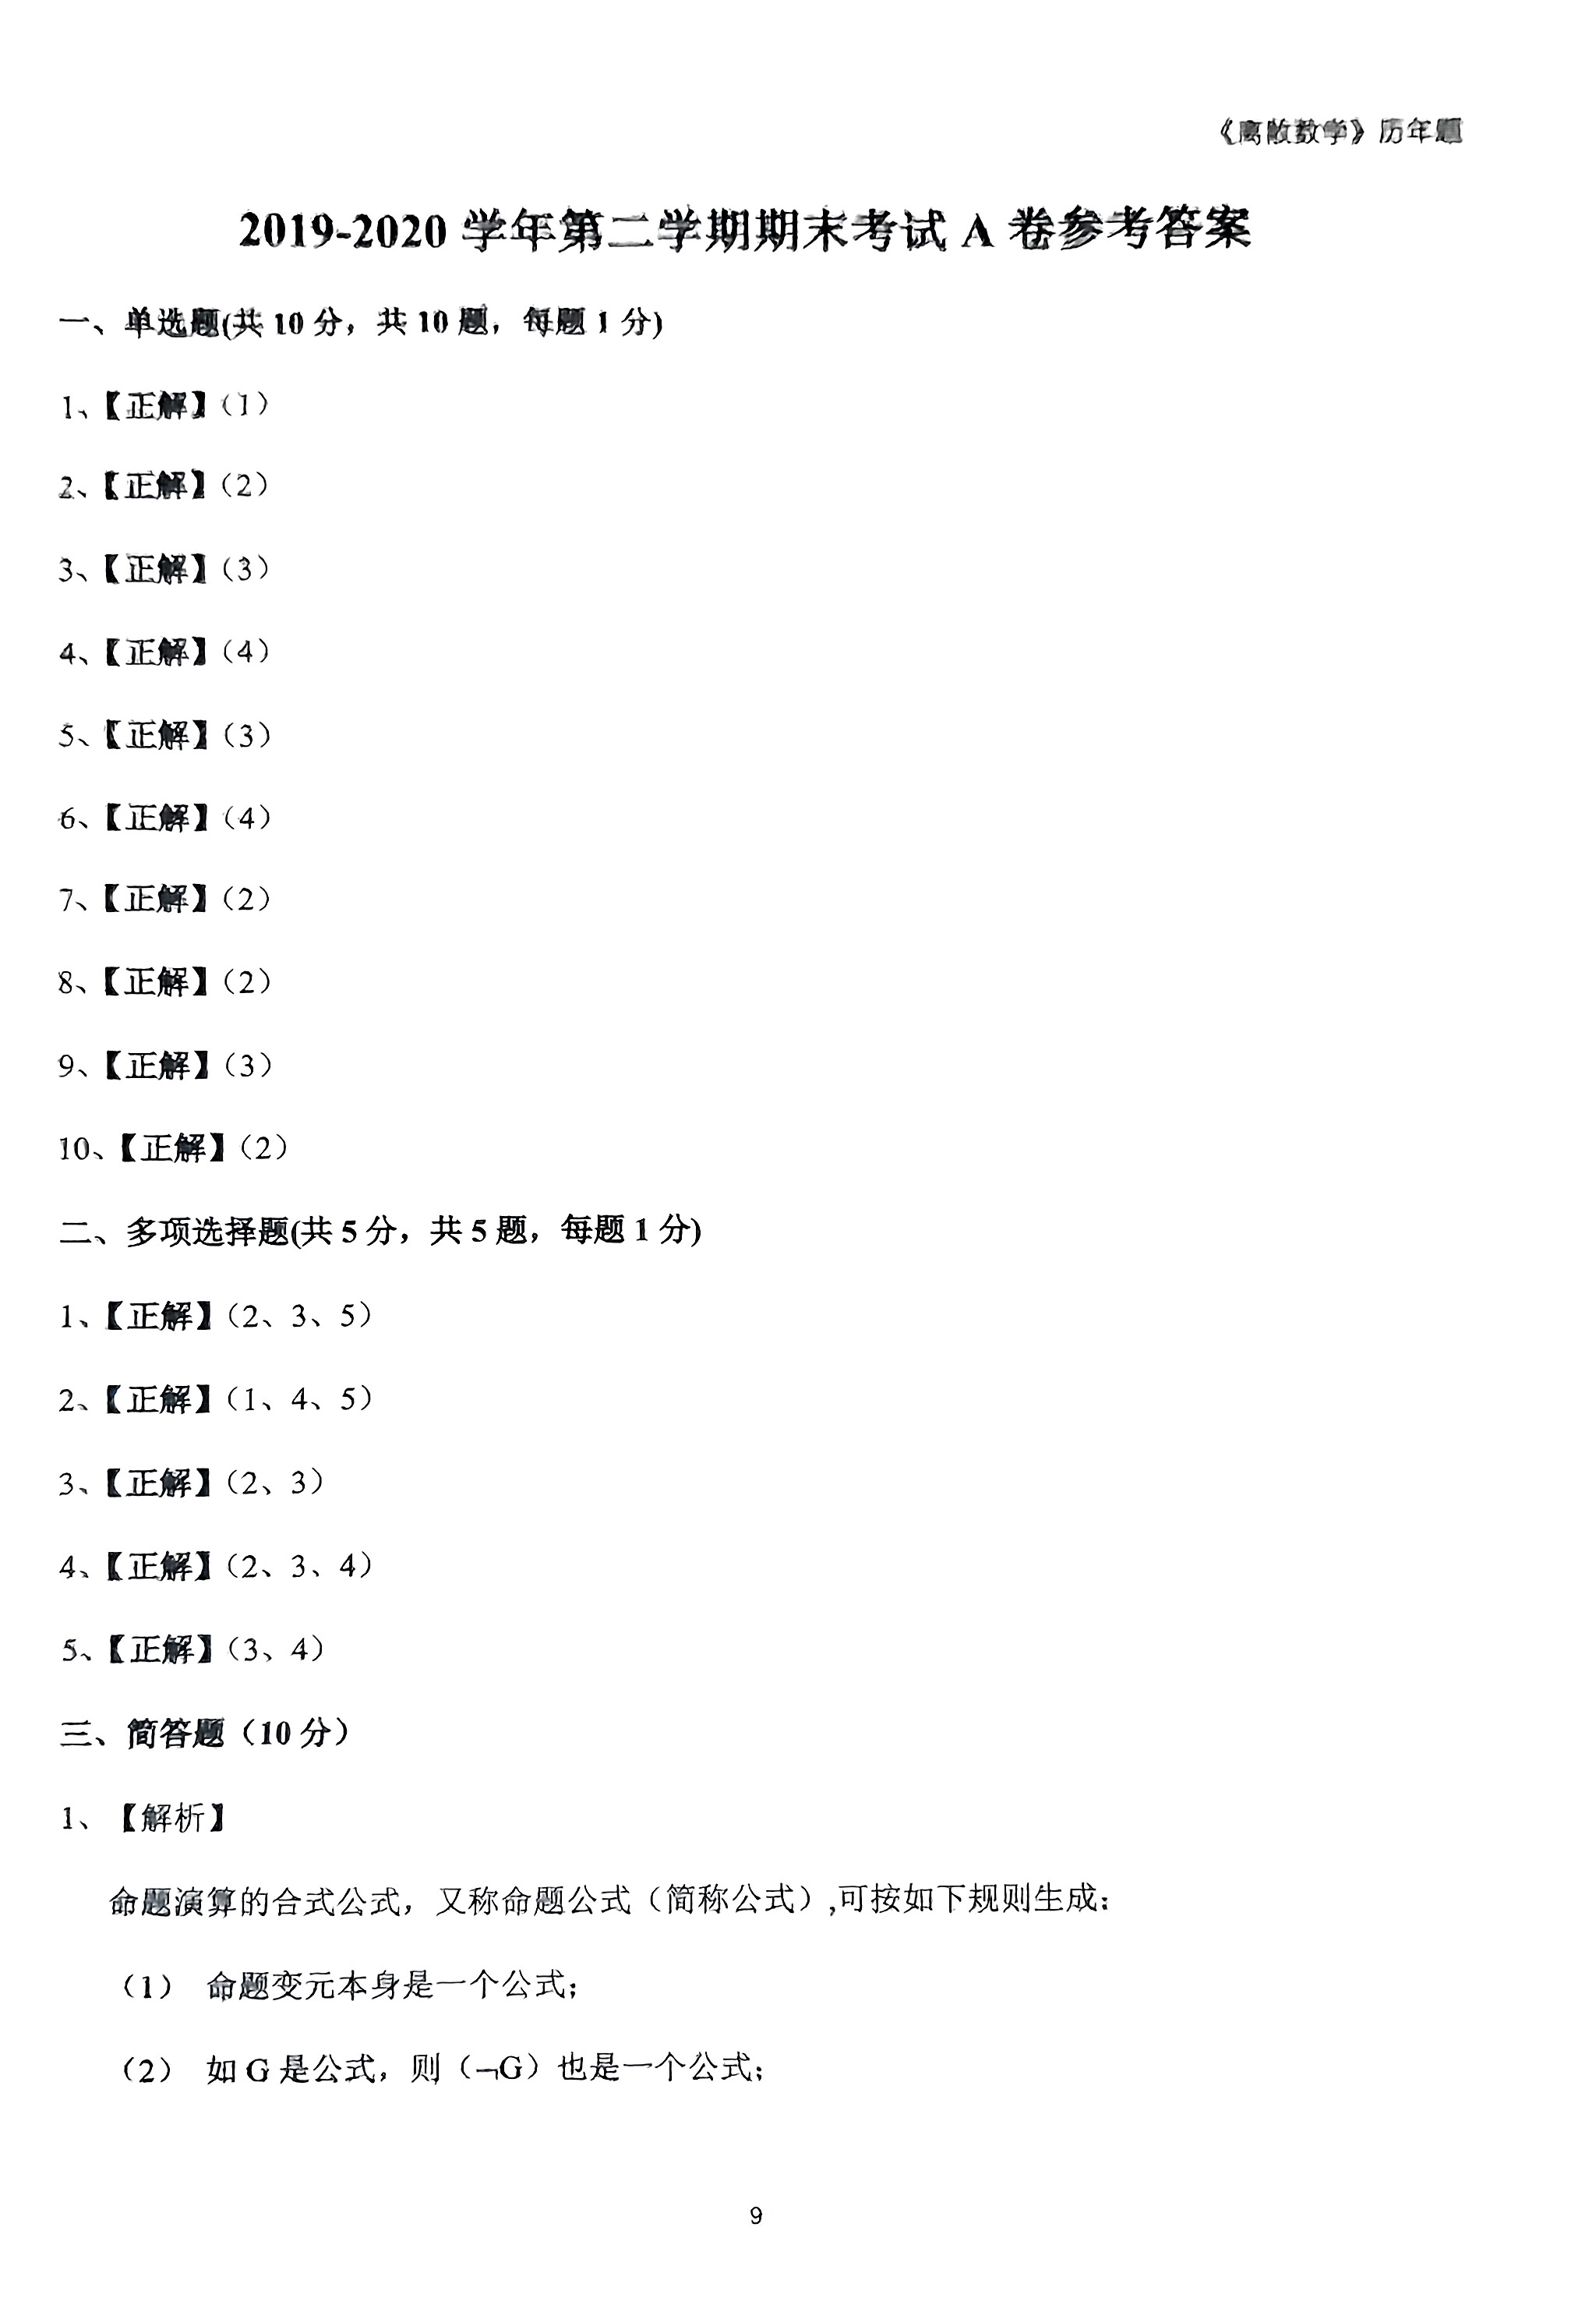 《离散数学》历年题
2019-2020 学年第二学期期末考试 A 卷参考答案
一、单选题(共 10 分，共 10 题，每题 1 分)
1、【正解】（1）
2、【正解】（2）
3、【正解】（3）
4、【正解】（4）
5、【正解】（3）
6、【正解】（4）
7、【正解】（2）
8、【正解】（2）
9、【正解】（3）
10、【正解】（2）
二、多项选择题(共 5 分，共 5 题，每题 1 分)
1、【正解】（2、3、5）
2、【正解】（1、4、5）
3、【正解】（2、3）
4、【正解】（2、3、4）
5、【正解】（3、4）
三、简答题（10 分）
1、【解析】
命题演算的合式公式，又称命题公式（简称公式）,可按如下规则生成：
（1） 命题变元本身是一个公式；
（2） 如 G 是公式，则（¬G）也是一个公式；
9